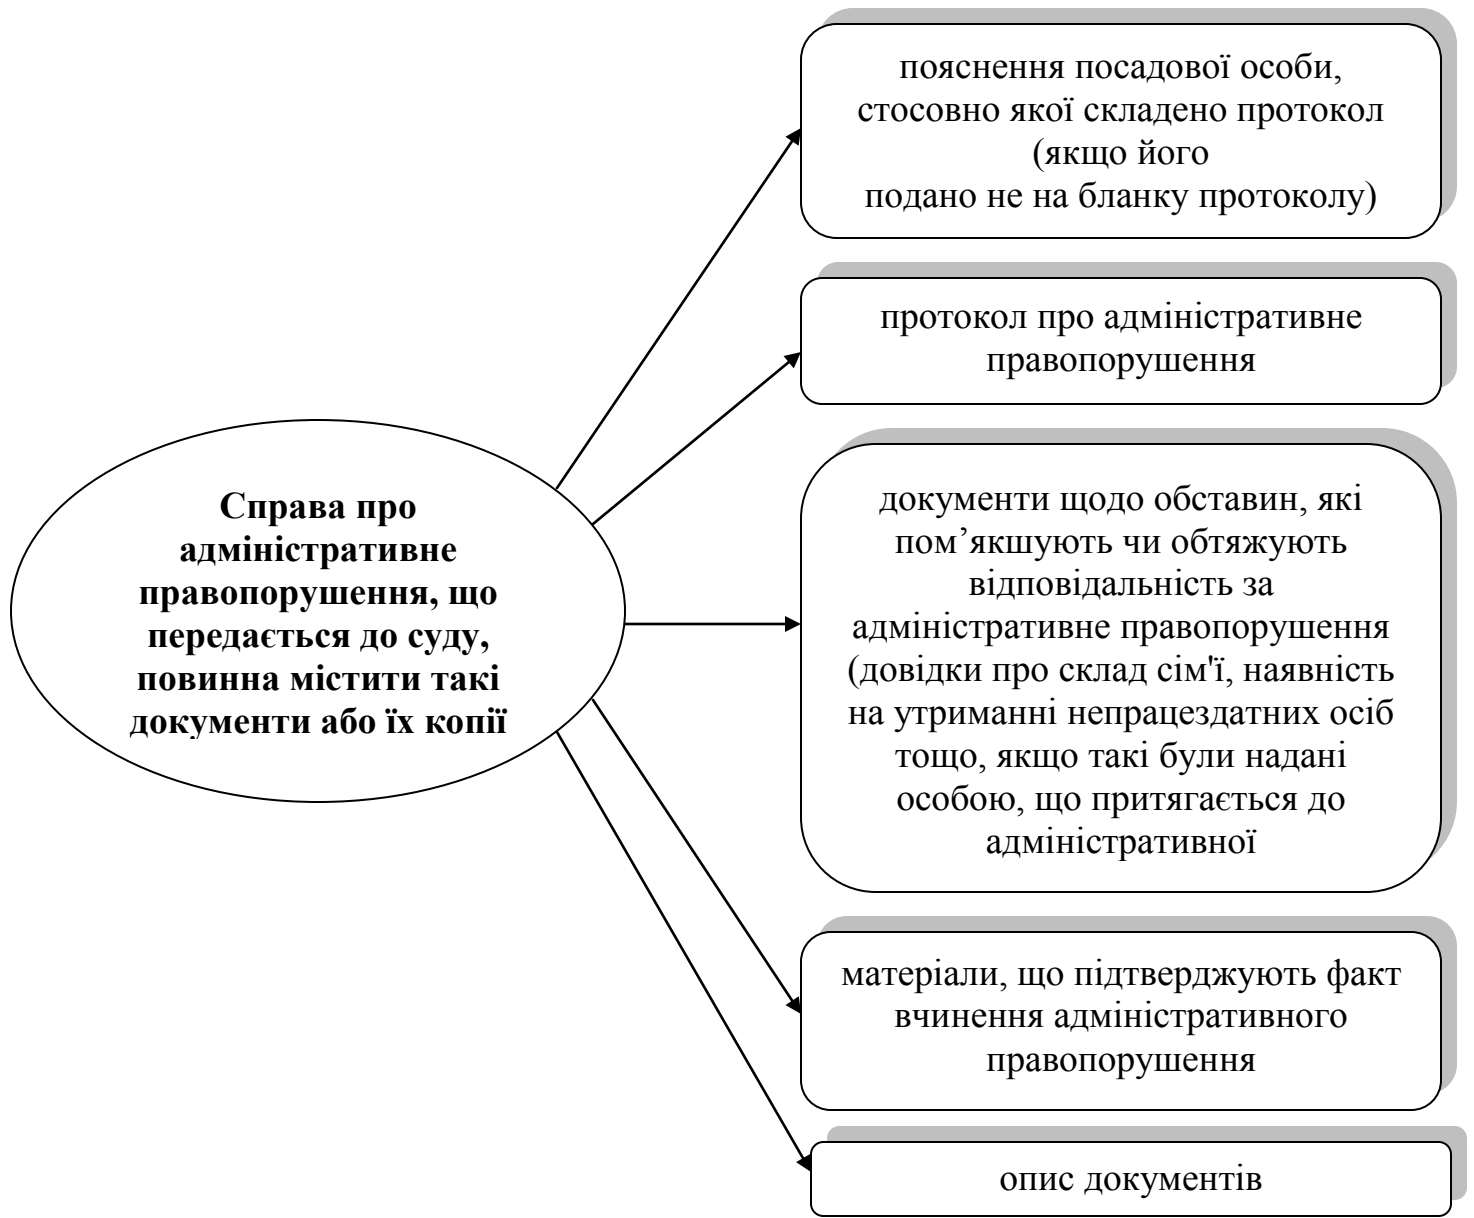 Справа про
адміністративне
правопорушення, що
передається до суду,
повинна містити такі
документи або їх копії
пояснення посадової особи,
стосовно якої складено протокол
(якщо його
подано не на бланку протоколу)
протокол про адміністративне
правопорушення
документи щодо обставин, які
пом’якшують чи обтяжують
відповідальність за
адміністративне правопорушення
(довідки про склад сім'ї, наявність
на утриманні непрацездатних осіб
тощо, якщо такі були надані
особою, що притягається до
адміністративної
матеріали, що підтверджують факт
вчинення адміністративного
правопорушення
опис документів